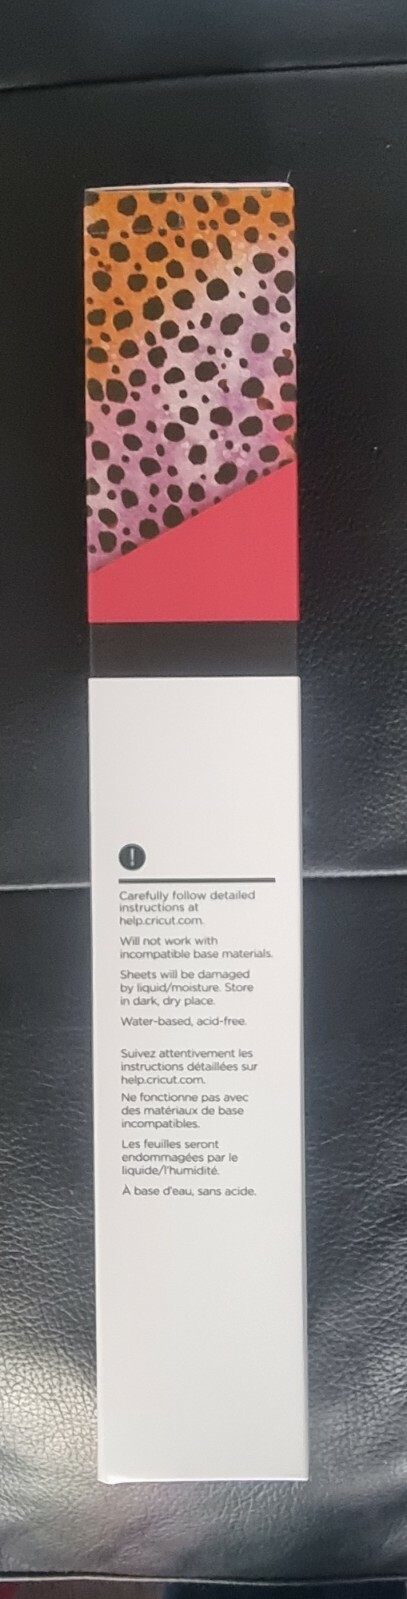 !
Carefully follow detailed
instructions at
help.cricut.com.
Will not work with
incompatible base materials.
Sheets will be damaged
by liquid/moisture. Store
in dark, dry place.
Water-based, acid-free.
Suivez attentivement les
instructions détaillées sur
help.cricut.com.
Ne fonctionne pas avec
des matériaux de base
incompatibles.
Les feuilles seront
endommagées par le
liquide/l'humidité.
À base d'eau, sans acide.